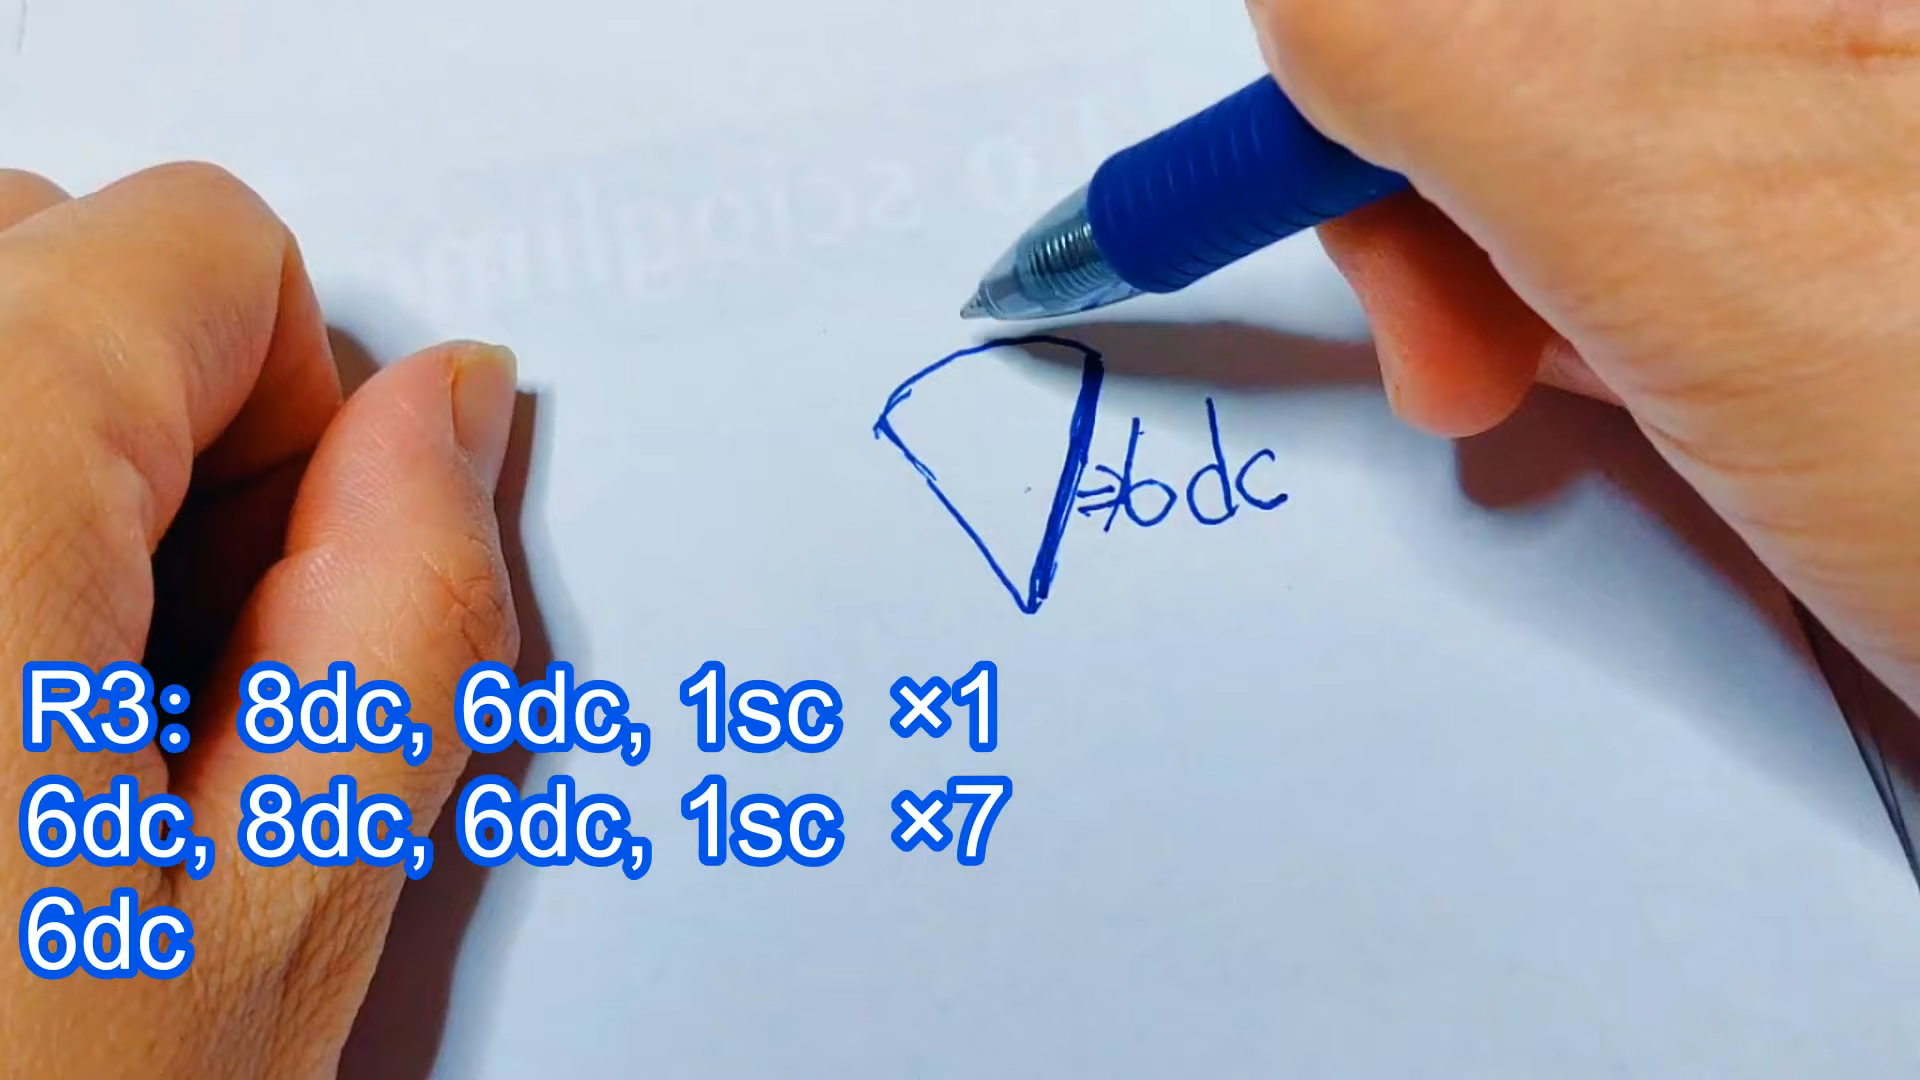 ⇒6dc
R3: 8dc, 6dc, 1sc ×1
6dc, 8dc, 6dc, 1sc ×7
6dc